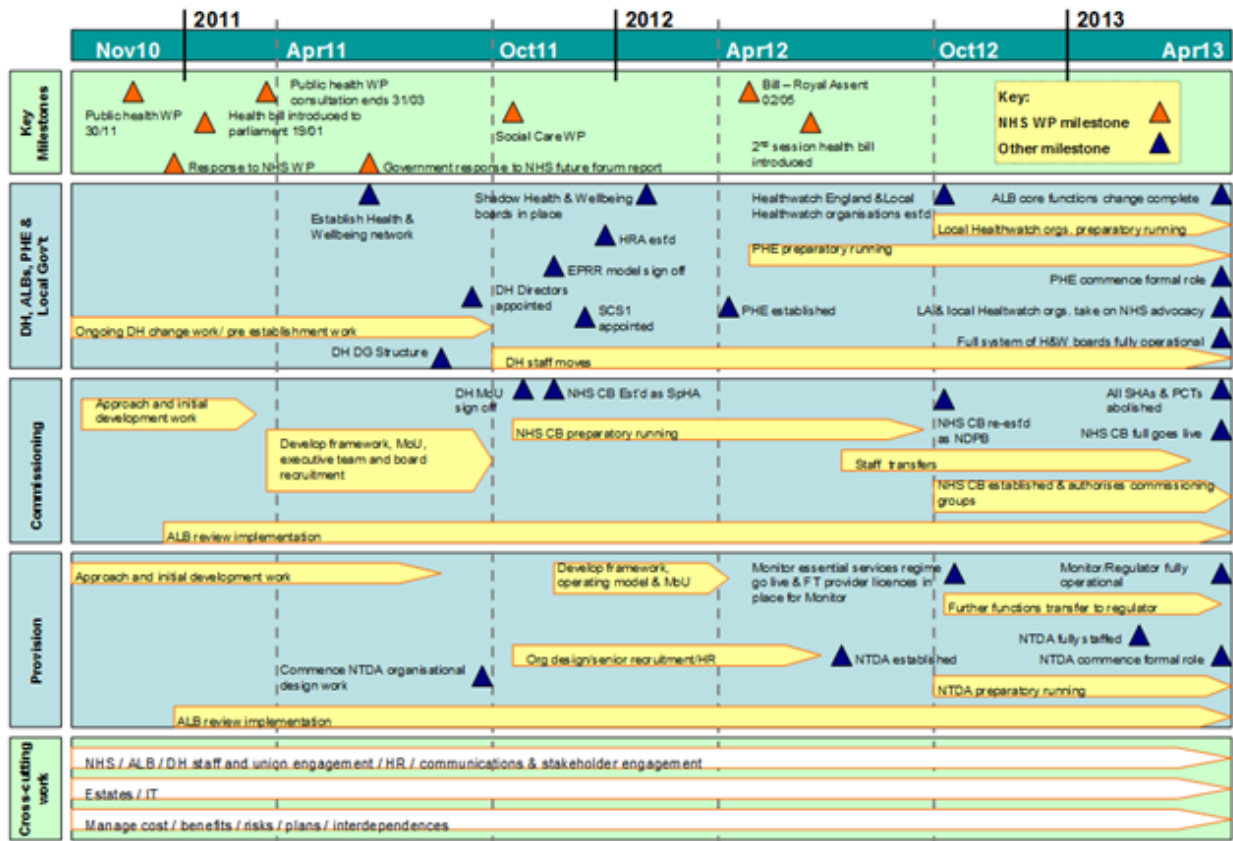 2011
2012
2013
Nov10
Apr11
Oct11
Apr12
Oct12
Apr13
Key
Milestones
Public health WP
30/11
Public health WP
consultation ends 31/03
Health bill introduced to
parliament 19/01
Response to NHS WP
Government response to NHS future forum report
Social Care WP
Bill – Royal Assent
02/05
2nd session health bill
introduced
Key:
NHS WP milestone
Other milestone
DH, ALBs, PHE &
Local Gov't
Establish Health &
Wellbeing network
Shadow Health & Wellbeing
boards in place
HRA est'd
EPRR model sign off
DH Directors
appointed
SCS1
appointed
Ongoing DH change work/ pre establishment work
DH DG Structure
DH staff moves
Healthwatch England &Local
Healthwatch organisations est'd
ALB core functions change complete
Local Healthwatch orgs. preparatory running
PHE preparatory running
PHE commence formal role
PHE established
LA& local Healtwatch orgs. take on NHS advocacy
Full system of H&W boards fully operational
Commissioning
Approach and initial
development work
Develop framework, MoU,
executive team and board
recruitment
DH MoU
sign off
NHS CB Est'd as SpHA
NHS CB preparatory running
All SHAs & PCTs
abolished
NHS CB re-est'd
as NDPB
NHS CB full goes live
Staff transfers
NHS CB established & authorises commissioning
groups
ALB review implementation
Provision
Approach and initial development work
Develop framework,
operating model & MoU
Monitor essential services regime
go live & FT provider licences in
place for Monitor
Monitor/Regulator fully
operational
Further functions transfer to regulator
NTDA fully staffed
Commence NTDA organisational
design work
Org design/senior recruitment/HR
NTDA established
NTDA commence formal role
NTDA preparatory running
ALB review implementation
Cross-cutting
work
NHS / ALB / DH staff and union engagement / HR / communications & stakeholder engagement
Estates / IT
Manage cost / benefits / risks / plans / interdependences